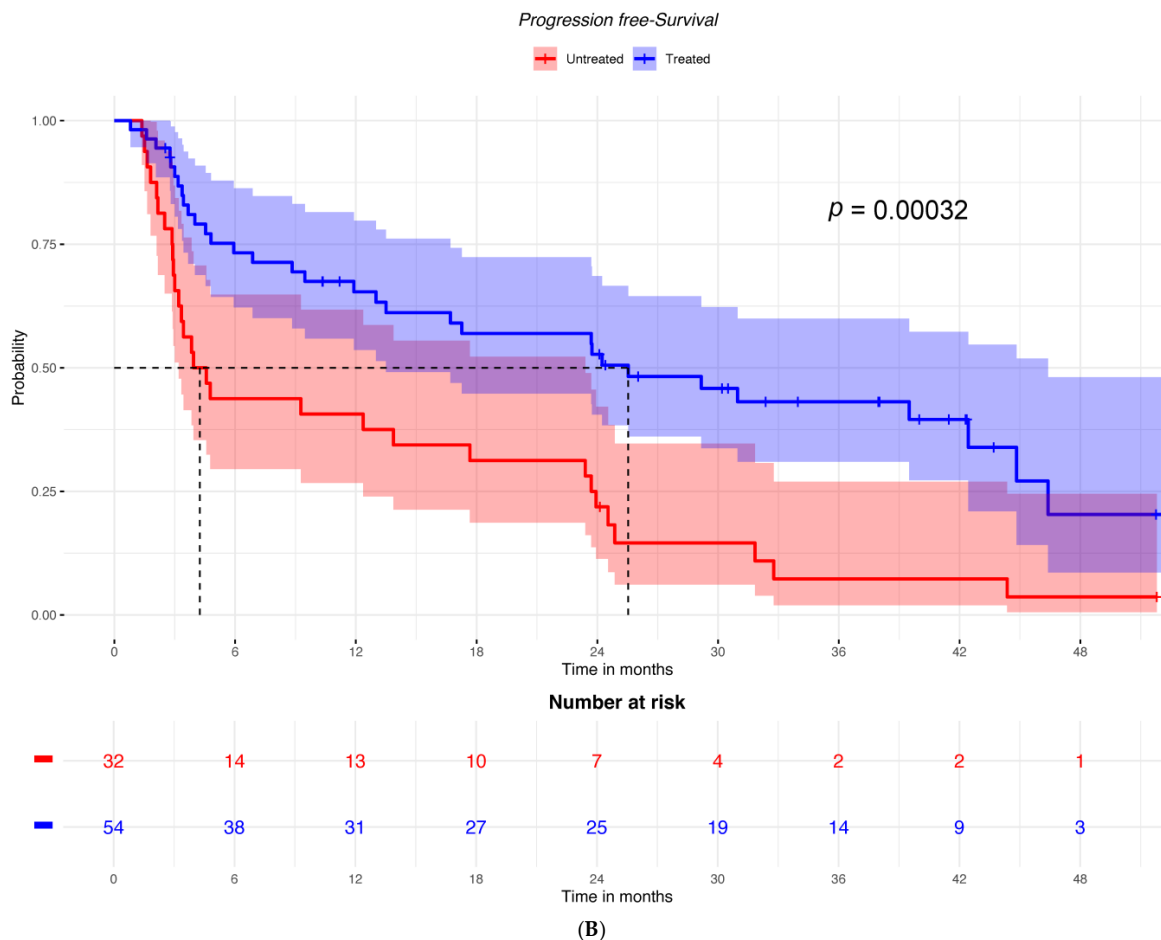 Progression free-Survival
Untreated Treated
1.00
0.75
0.50
0.25
0.00
Probability
p = 0.00032
0 6 12 18 24 30 36 42 48
Time in months
Number at risk
32 14 13 10 7 4 2 2 1
54 38 31 27 25 19 14 9 3
0 6 12 18 24 30 36 42 48
Time in months
(B)